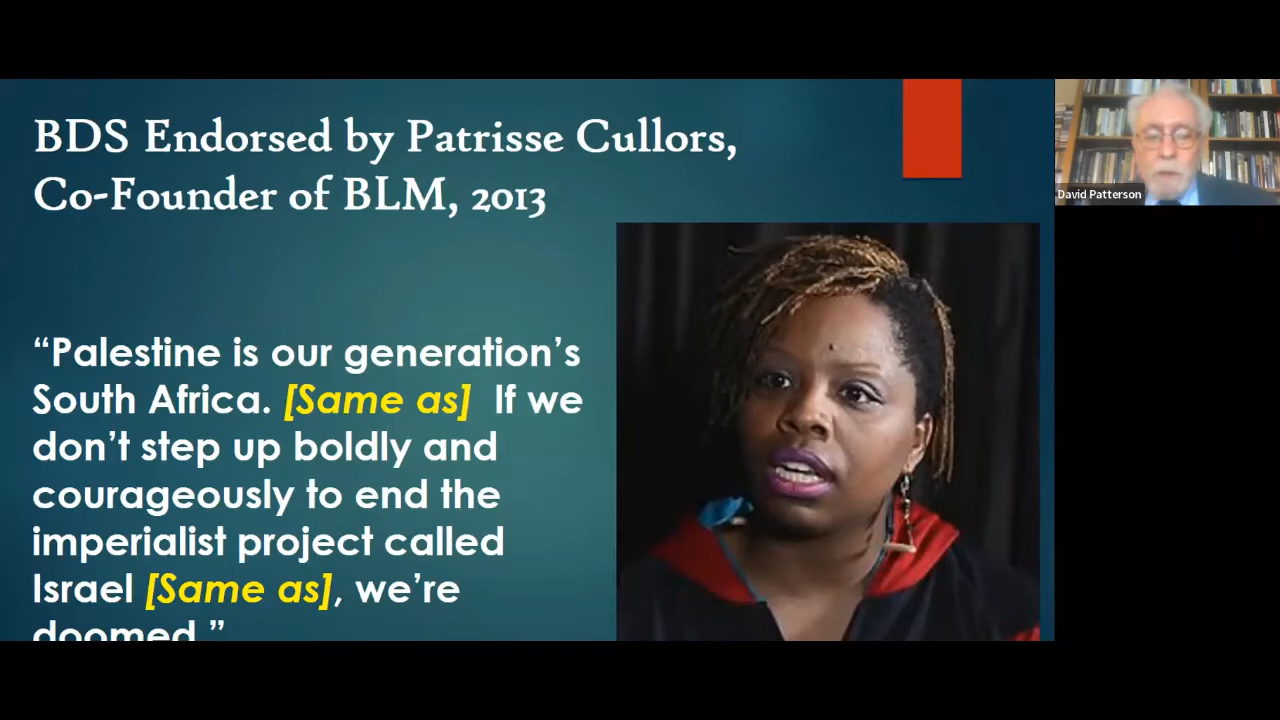 BDS Endorsed by Patrisse Cullors,
Co-Founder of BLM, 2013
“Palestine is our generation’s
South Africa. [Same as] If we
don’t step up boldly and
courageously to end the
imperialist project called
Israel [Same as], we’re
doomed.”
David Patterson